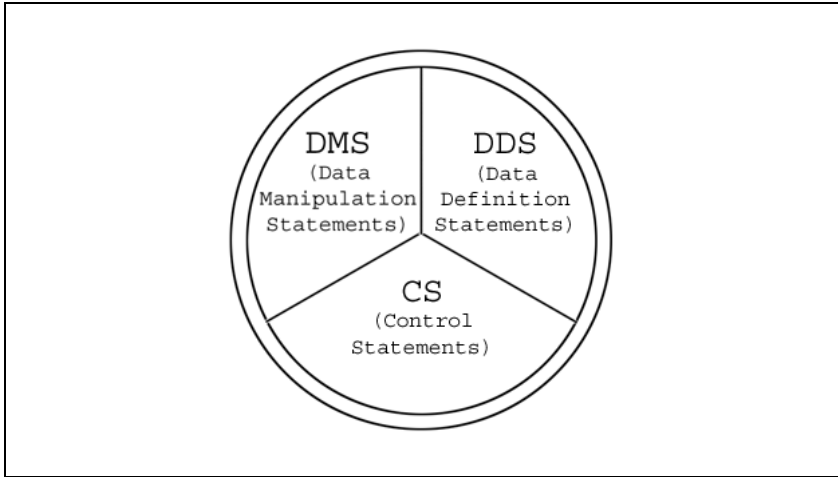 DMS
(Data
Manipulation
Statements)
DDS
(Data
Definition
Statements)
CS
(Control
Statements)